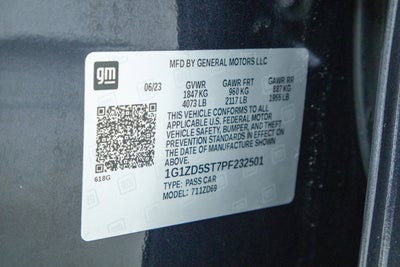 gm
MFD BY GENERAL MOTORS LLC
06/23
GVWR GAWR FRT GAWR RR
1847 KG 960 KG 887 KG
4073 LB 2117 LB 1955 LB
THIS VEHICLE CONFORMS TO ALL
APPLICABLE U.S. FEDERAL MOTOR
VEHICLE SAFETY, BUMPER, AND THEFT
PREVENTION STANDARDS IN EFFECT ON
THE DATE OF MANUFACTURE SHOWN
ABOVE.
1G1ZD5ST7PF232501
TYPE: PASS CAR
MODEL: 711ZD69
618G